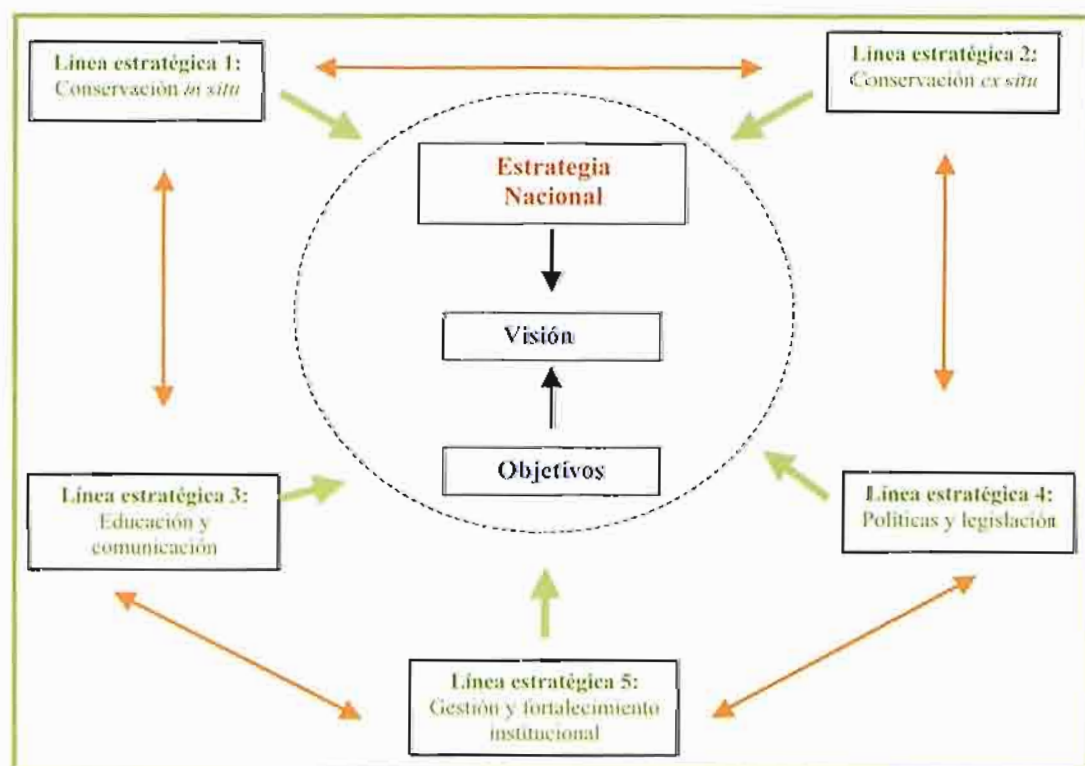 Línea estratégica 1:
Conservación in situ
Línea estratégica 2:
Conservación ex situ
Estrategia
Nacional
Visión
Objetivos
Línea estratégica 3:
Educación y
comunicación
Línea estratégica 4:
Políticas y legislación
Línea estratégica 5:
Gestión y fortalecimiento
institucional